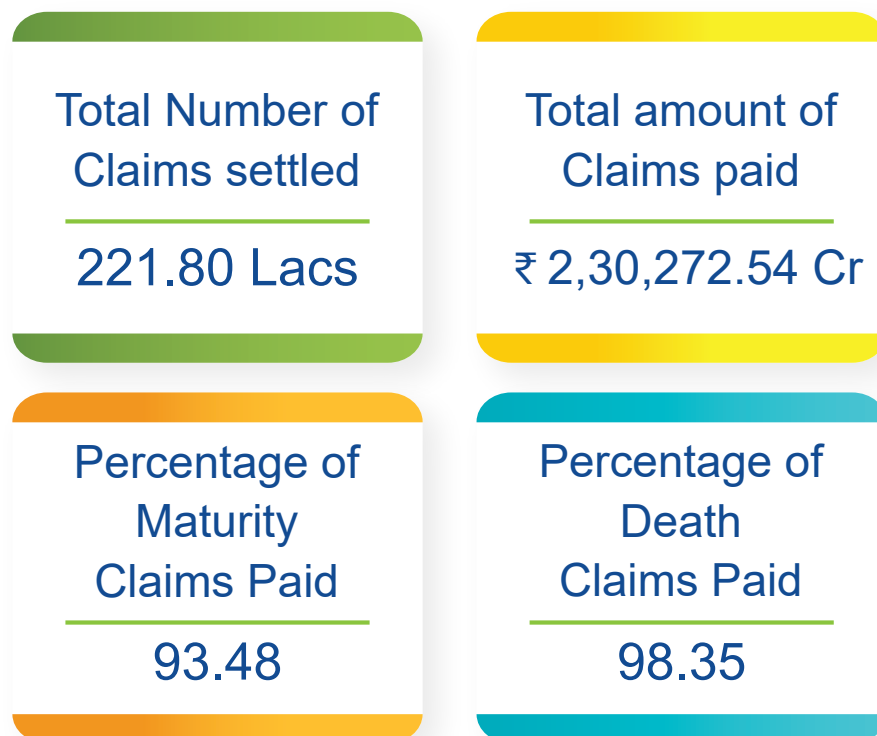 Total Number of
Claims settled
221.80 Lacs
Total amount of
Claims paid
₹ 2,30,272.54 Cr
Percentage of
Maturity
Claims Paid
93.48
Percentage of
Death
Claims Paid
98.35